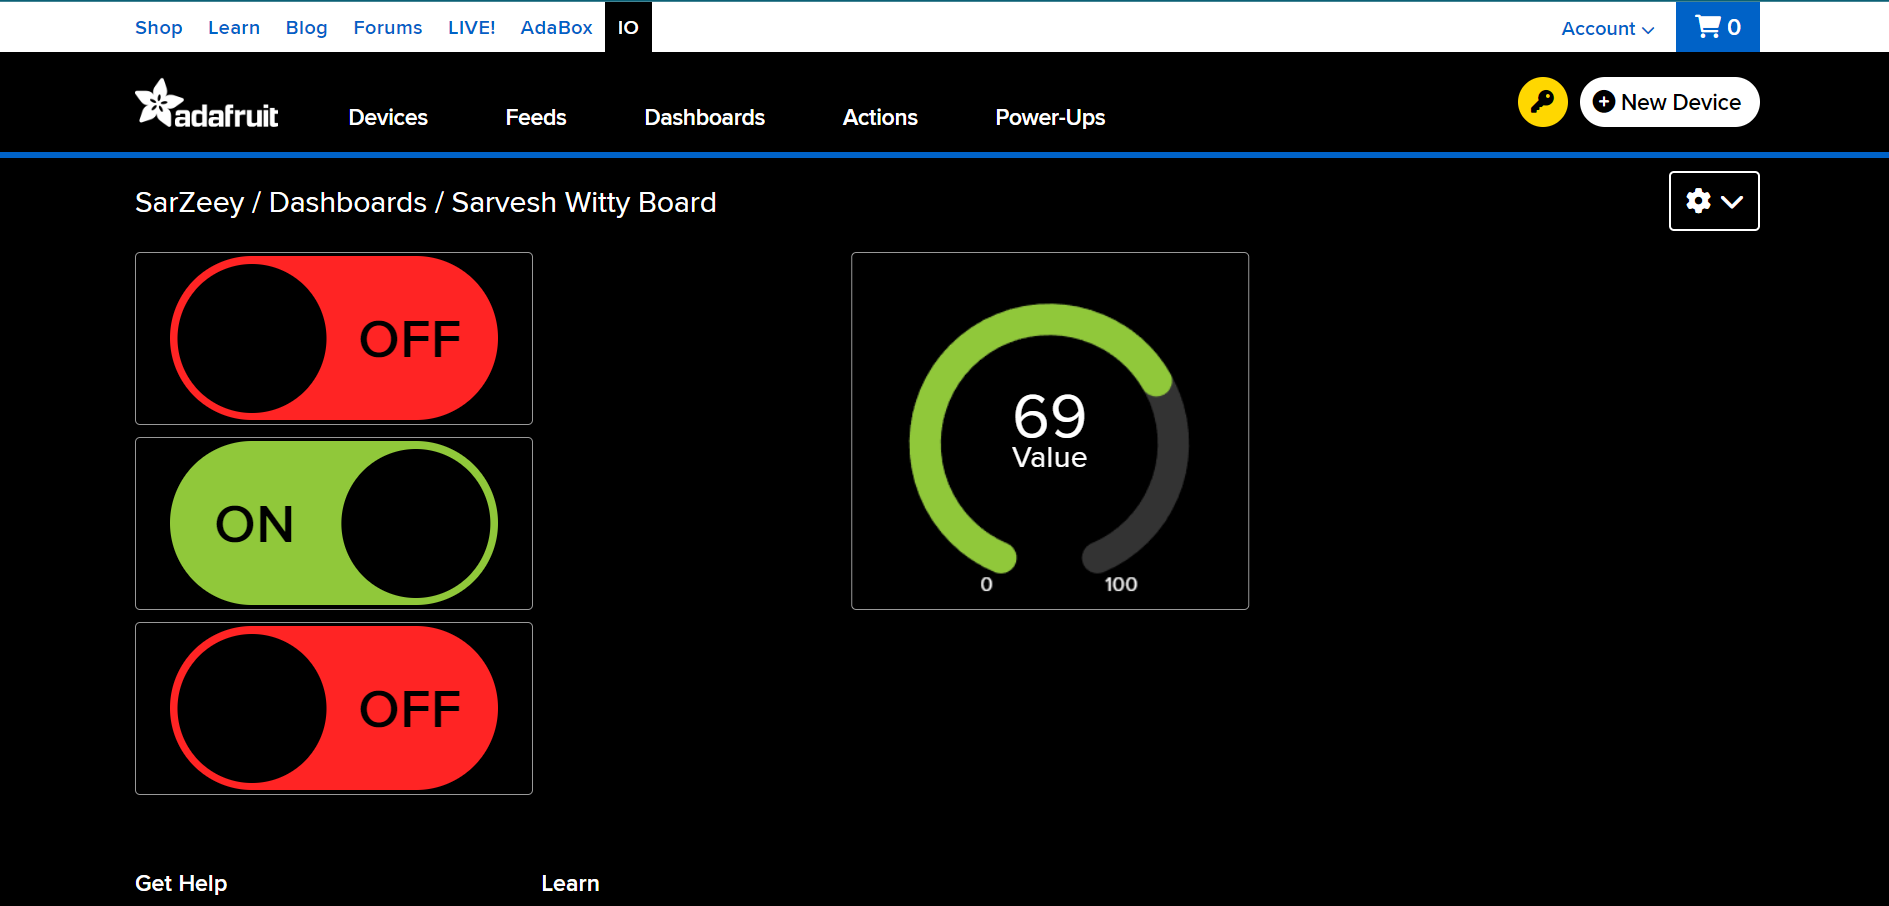 Shop Learn Blog Forums LIVE! AdaBox IO Account 0
adafruit Devices Feeds Dashboards Actions Power-Ups New Device
SarZeey / Dashboards / Sarvesh Witty Board
OFF
ON
OFF
69
Value
0 100
Get Help Learn